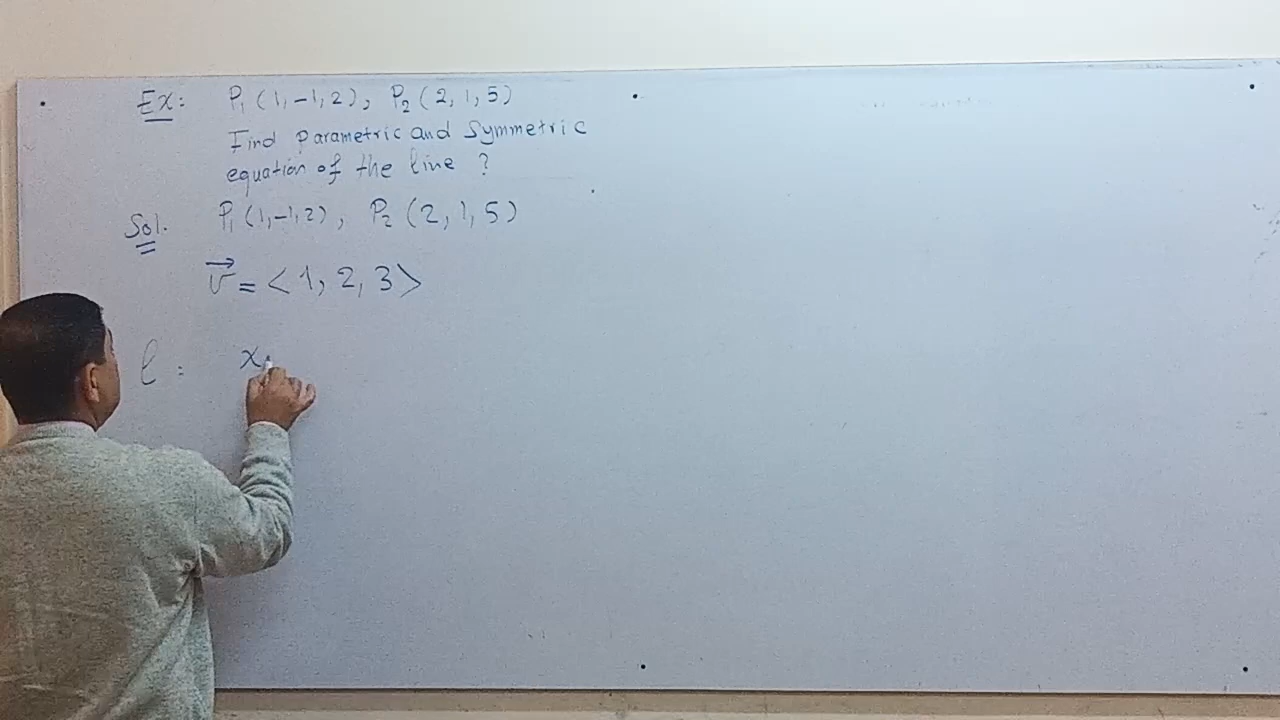 Ex: P₁(1,-1,2), P₂(2,1,5)
Find parametric and symmetric
equation of the line ?
Sol. P₁(1,-1,2), P₂(2,1,5)
v⃗ = <1, 2, 3>
ℓ : x